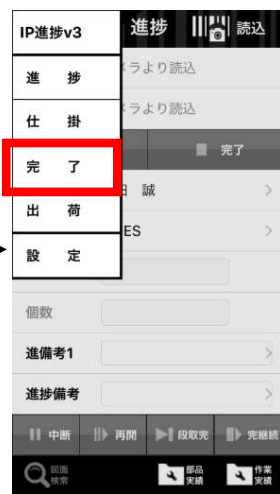 IP進捗v3
進捗
読込
進 捗
ラより読込
仕 掛
ラより読込
完 了
完了
田 誠
出 荷
ES
設 定
個数
進備考1
進捗備考
中断 再開 段取完 完継続
図面
検索
部品
実績
作業
実績